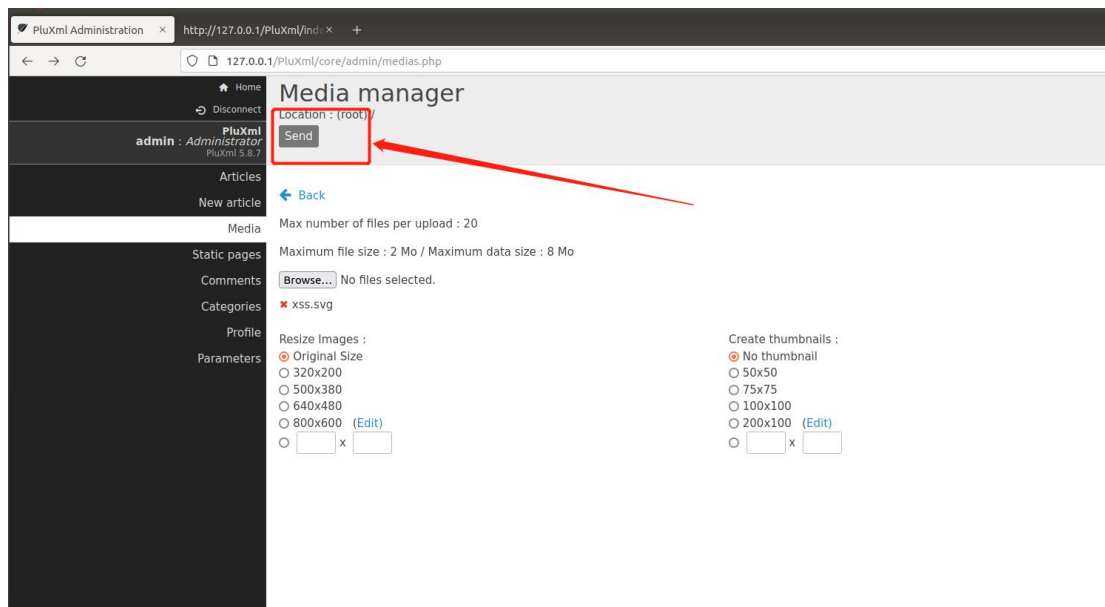 PluXml Administration ×
http://127.0.0.1/PluXml/ind ×
+
127.0.0.1/PluXml/core/admin/medias.php
Home
Disconnect
PluXml
admin : Administrator
PluXml 5.8.7
Articles
New article
Media
Static pages
Comments
Categories
Profile
Parameters
Media manager
Location : (root) /
Send
Back
Max number of files per upload : 20
Maximum file size : 2 Mo / Maximum data size : 8 Mo
Browse... No files selected.
xss.svg
Resize Images :
Original Size
320x200
500x380
640x480
800x600 (Edit)
x
Create thumbnails :
No thumbnail
50x50
75x75
100x100
200x100 (Edit)
x